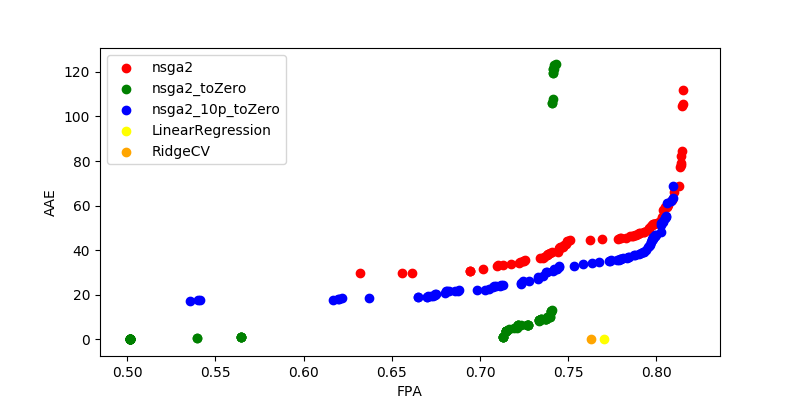 nsga2
nsga2_toZero
nsga2_10p_toZero
LinearRegression
RidgeCV
120
100
80
60
40
20
0
AAE
0.50 0.55 0.60 0.65 0.70 0.75 0.80
FPA